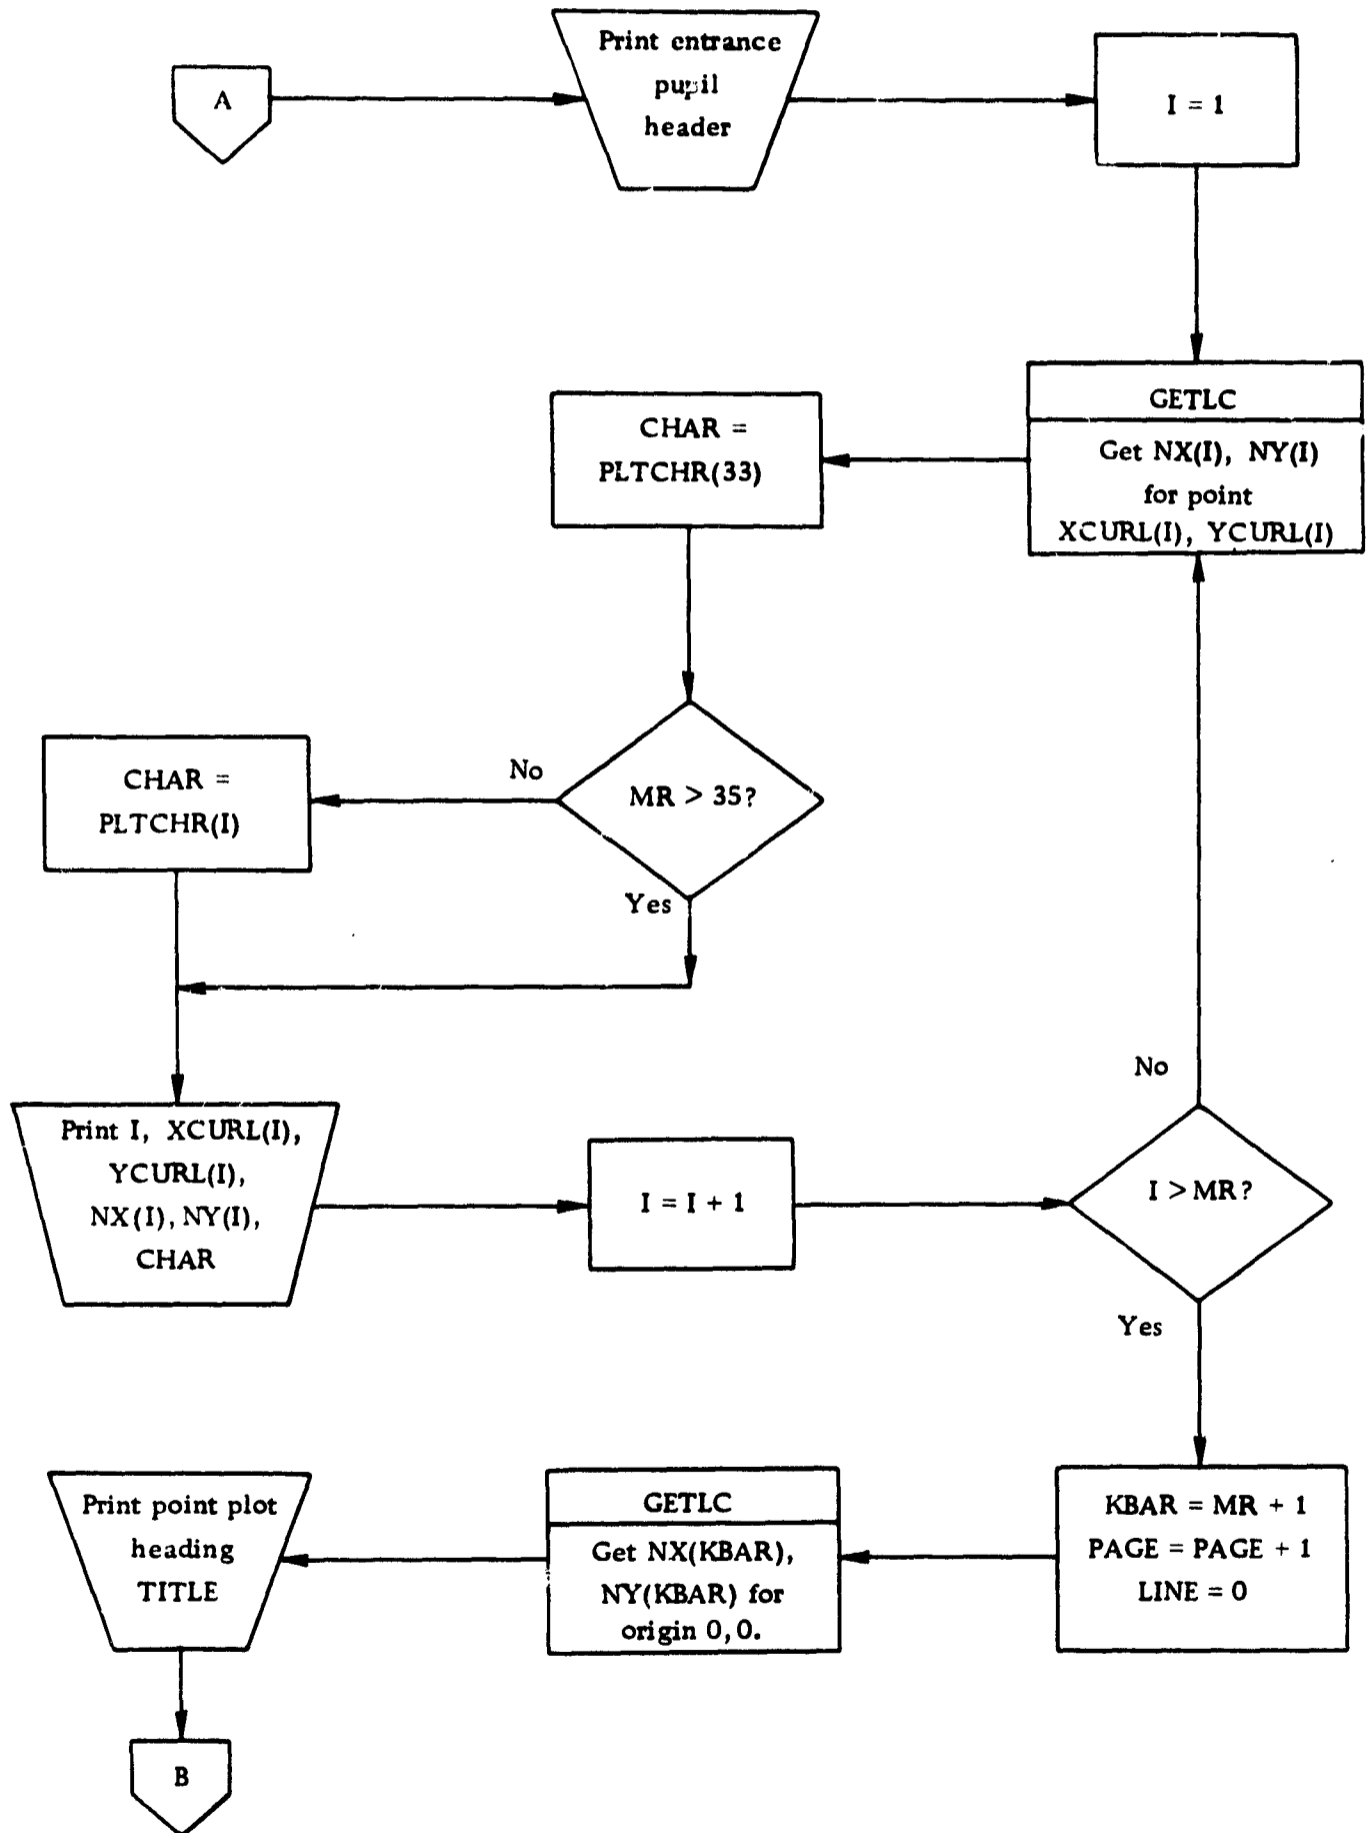 A
Print entrance
pupil
header
I = 1
GETLC
Get NX(I), NY(I)
for point
XCURL(I), YCURL(I)
CHAR =
PLTCHR(33)
MR > 35?
No
Yes
CHAR =
PLTCHR(I)
Print I, XCURL(I),
YCURL(I),
NX(I), NY(I),
CHAR
I = I + 1
I > MR?
No
Yes
KBAR = MR + 1
PAGE = PAGE + 1
LINE = 0
GETLC
Get NX(KBAR),
NY(KBAR) for
origin 0,0.
Print point plot
heading
TITLE
B